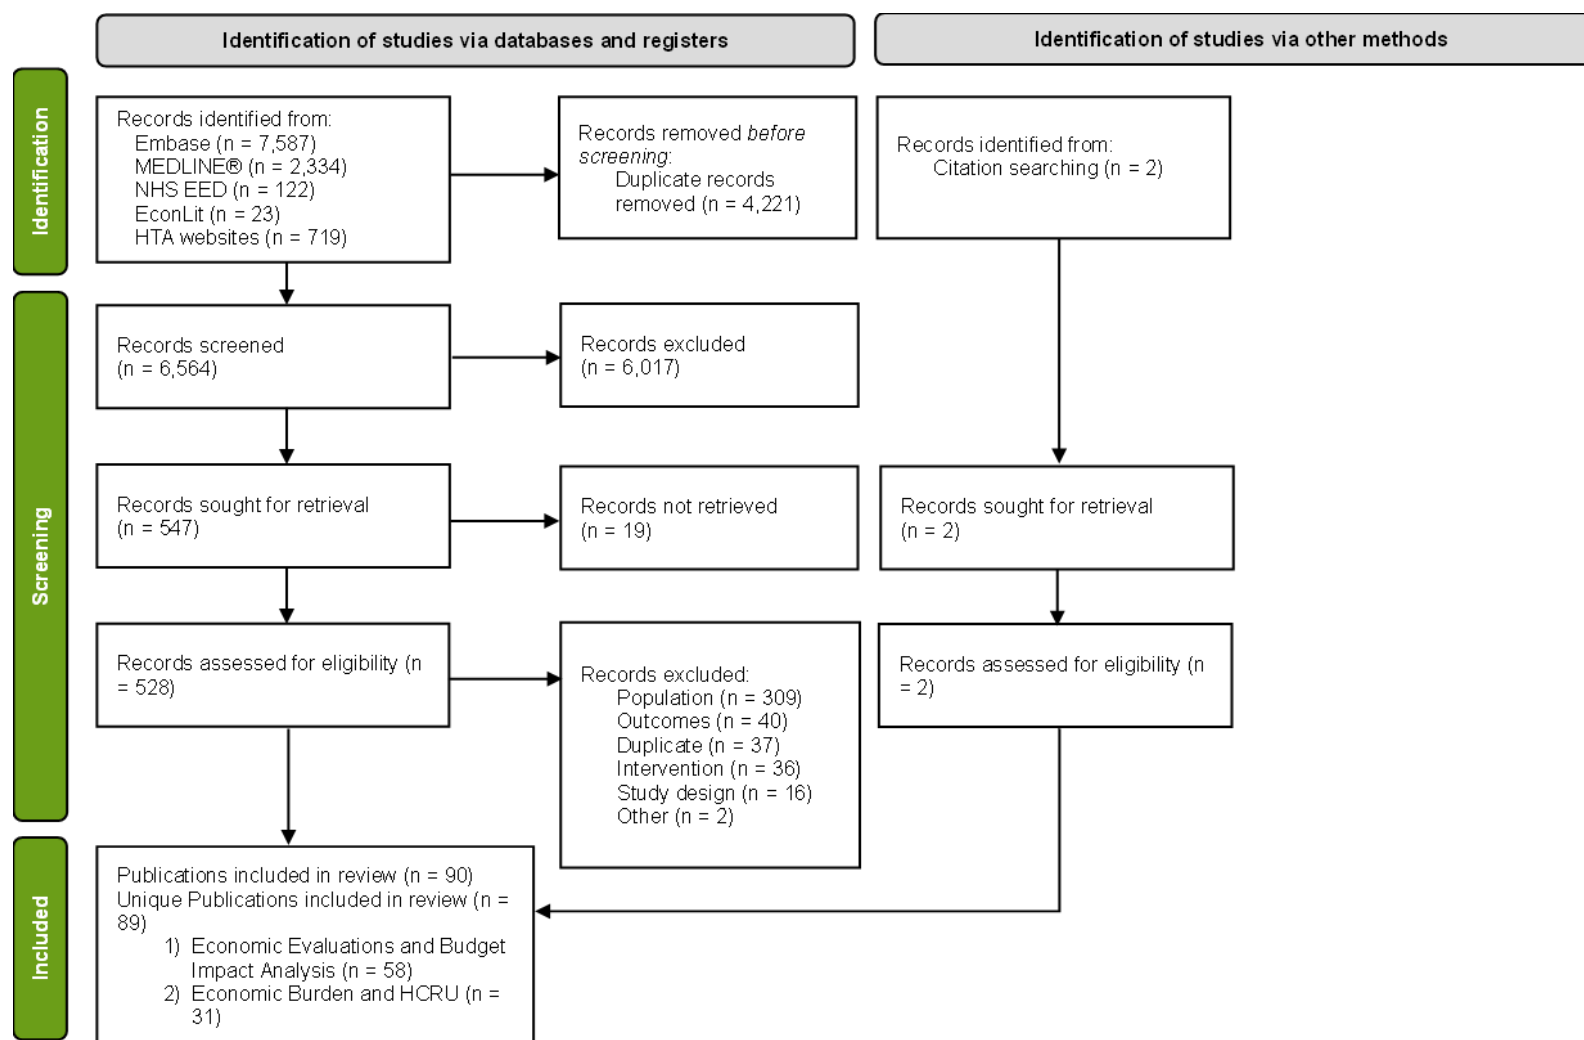 Identification of studies via databases and registers
Identification of studies via other methods
Identification
Records identified from:
Embase (n = 7,587)
MEDLINE® (n = 2,334)
NHS EED (n = 122)
EconLit (n = 23)
HTA websites (n = 719)
Records removed before
screening:
Duplicate records
removed (n = 4,221)
Records identified from:
Citation searching (n = 2)
Screening
Records screened
(n = 6,564)
Records excluded
(n = 6,017)
Records sought for retrieval
(n = 547)
Records not retrieved
(n = 19)
Records sought for retrieval
(n = 2)
Records assessed for eligibility (n
= 528)
Records excluded:
Population (n = 309)
Outcomes (n = 40)
Duplicate (n = 37)
Intervention (n = 36)
Study design (n = 16)
Other (n = 2)
Records assessed for eligibility (n
= 2)
Included
Publications included in review (n = 90)
Unique Publications included in review (n =
89)
1) Economic Evaluations and Budget
Impact Analysis (n = 58)
2) Economic Burden and HCRU (n =
31)